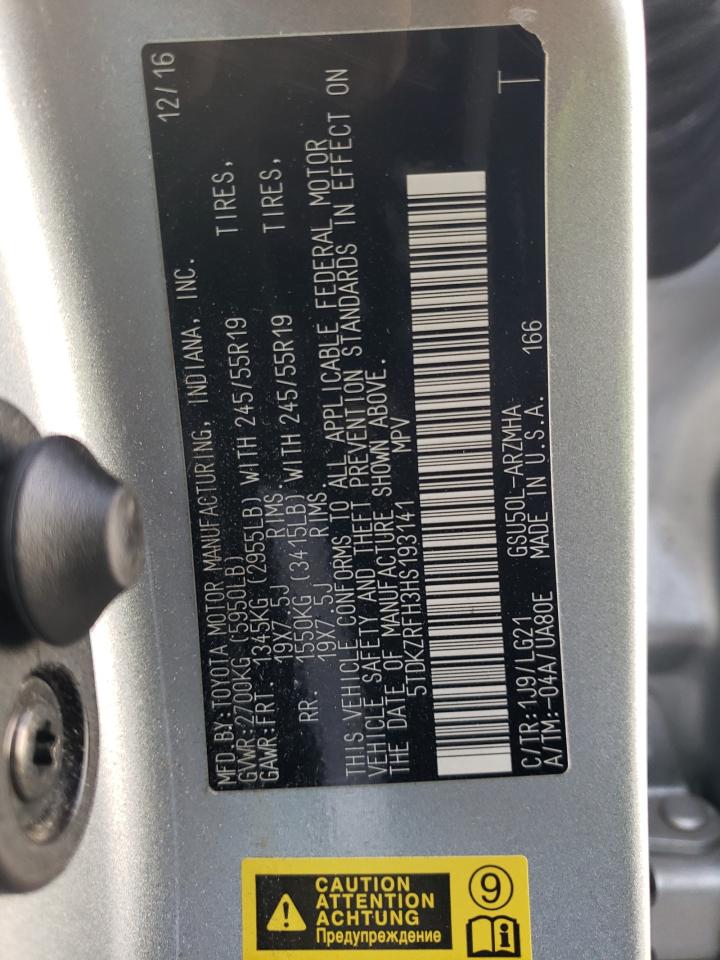 MFD.BY:TOYOTA MOTOR MANUFACTURING, INDIANA, INC. 12/16
GVWR:2700KG (5950LB)
GAWR:FRT. 1345KG (2955LB) WITH 245/55R19 TIRES,
19X7.5J RIMS
RR. 1550KG (3415LB) WITH 245/55R19 TIRES,
19X7.5J RIMS
THIS VEHICLE CONFORMS TO ALL APPLICABLE FEDERAL MOTOR
VEHICLE SAFETY AND THEFT PREVENTION STANDARDS IN EFFECT ON
THE DATE OF MANUFACTURE SHOWN ABOVE.
5TDKZRFH3HS193141 MPV
C/TR:1J9/LG21 GSU50L-ARZMHA T
A/TM:-04A/UA80E MADE IN U.S.A. 166
CAUTION
ATTENTION
ACHTUNG
Предупреждение
9
i